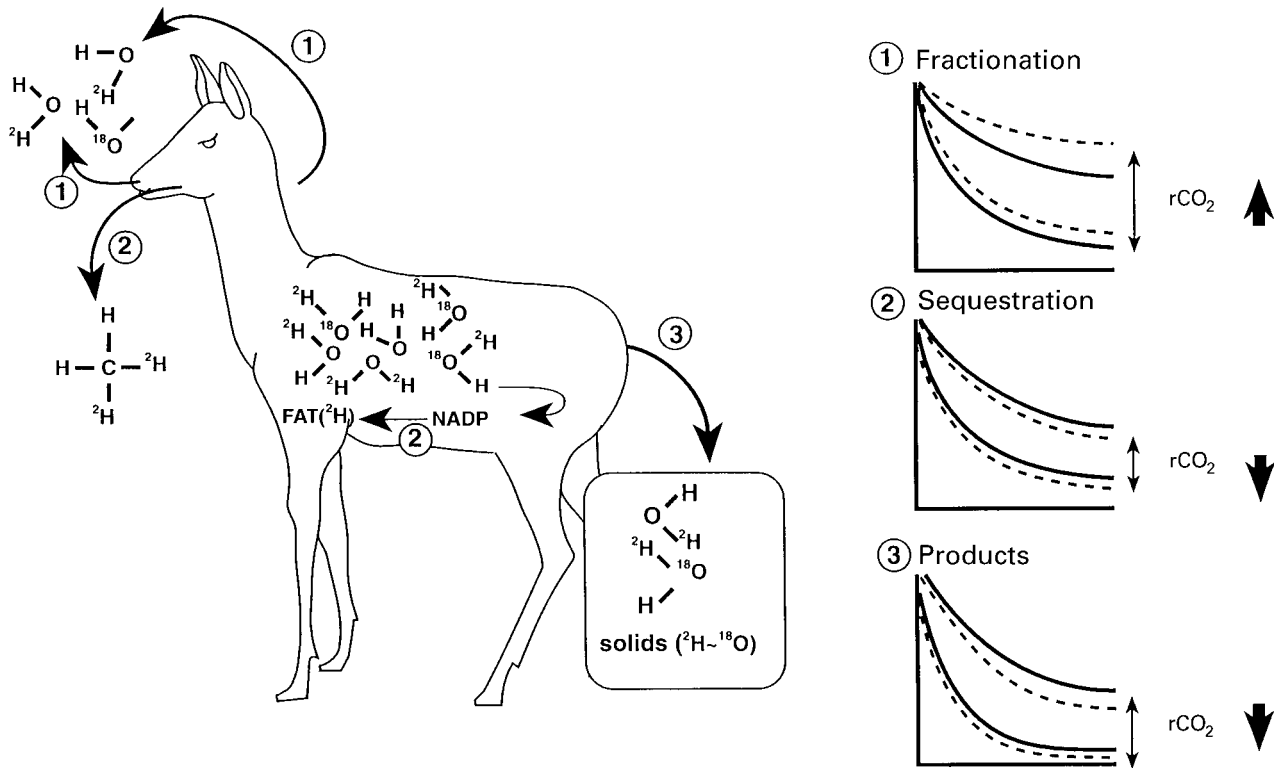 H O
²H
①
H O
²H
H
¹⁸O
①
②
H
H C ²H
²H
²H H
¹⁸O
²H H H
O O
H O
²H ²H
²H
¹⁸O
H
²H
¹⁸O
H
FAT(²H) NADP
②
③
H
O
²H ²H
¹⁸O
H
solids (²H~¹⁸O)
① Fractionation
rCO₂
② Sequestration
rCO₂
③ Products
rCO₂